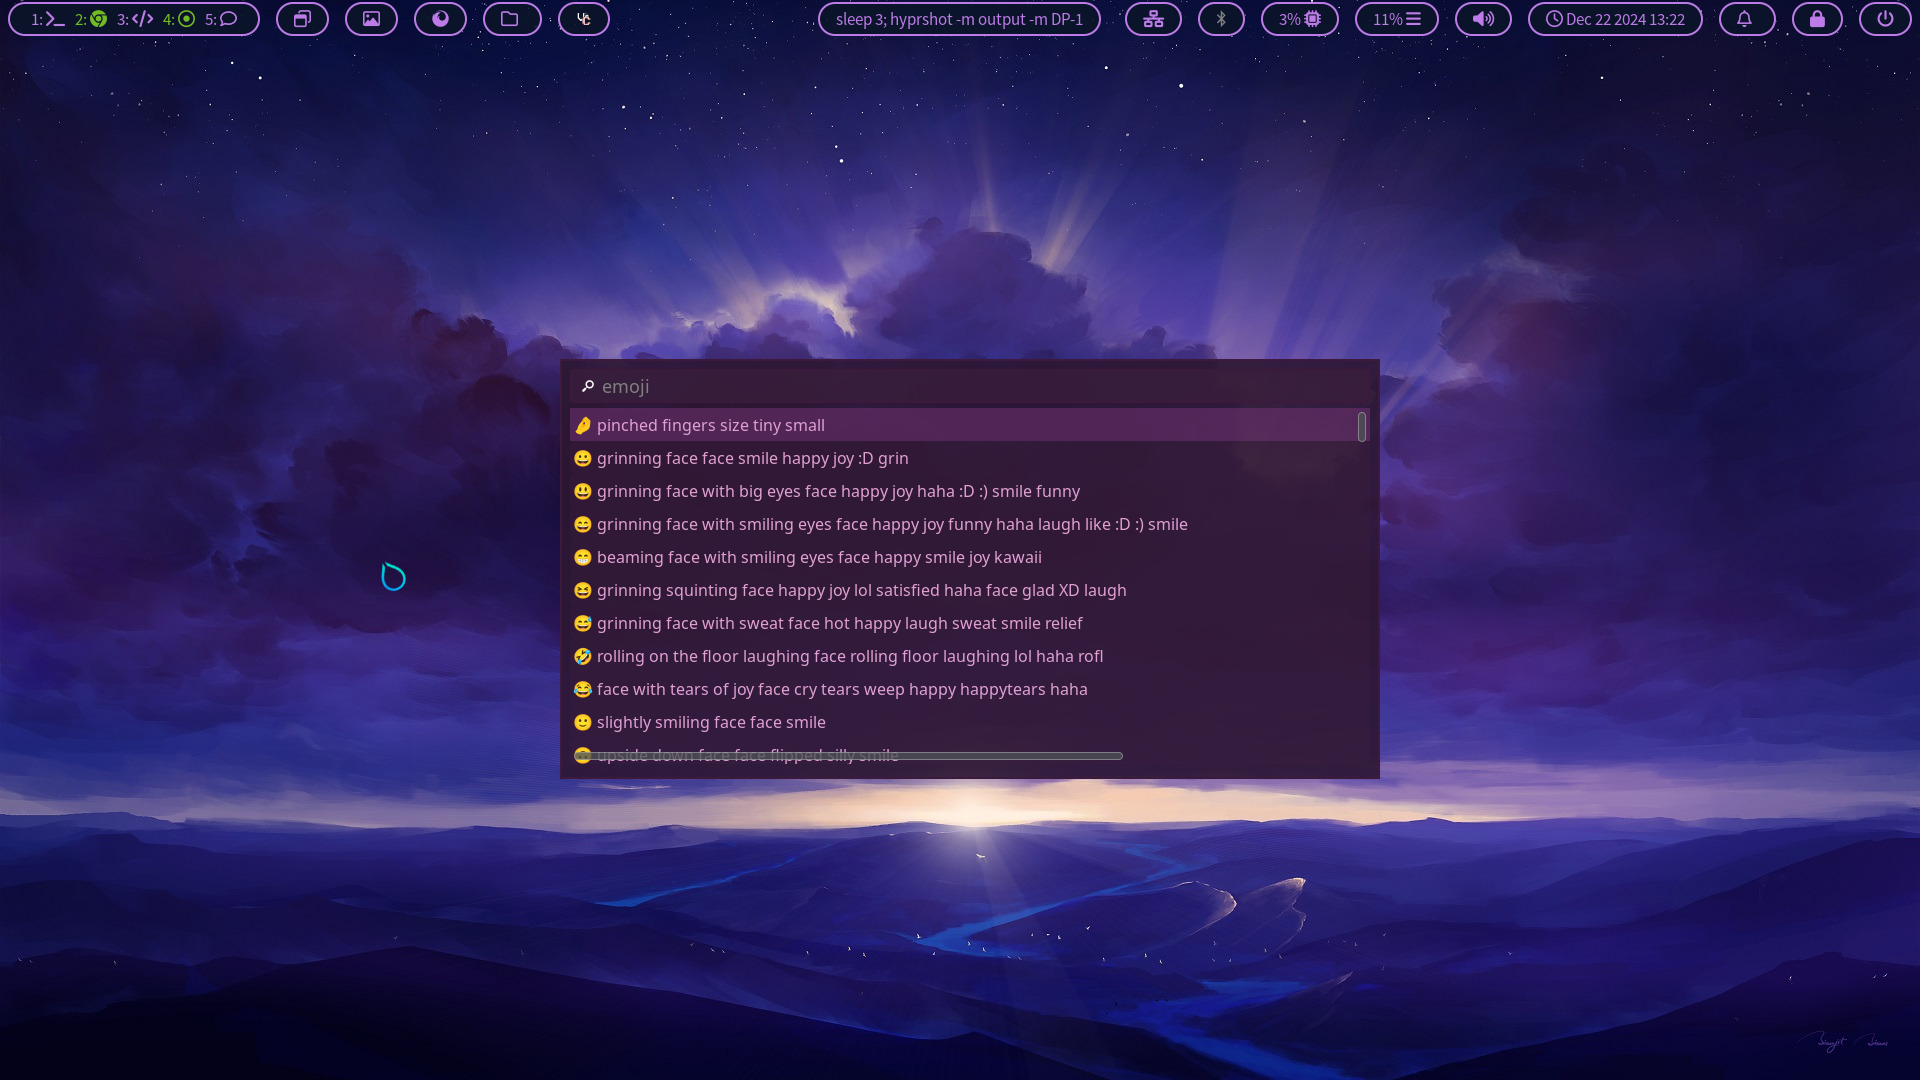 1: 2: 3: 4: 5:
sleep 3; hyprshot -m output -m DP-1
3%
11%
Dec 22 2024 13:22
emoji
🤌 pinched fingers size tiny small
😀 grinning face face smile happy joy :D grin
😃 grinning face with big eyes face happy joy haha :D :) smile funny
😄 grinning face with smiling eyes face happy joy funny haha laugh like :D :) smile
😁 beaming face with smiling eyes face happy smile joy kawaii
😆 grinning squinting face happy joy lol satisfied haha face glad XD laugh
😅 grinning face with sweat face hot happy laugh sweat smile relief
🤣 rolling on the floor laughing face rolling floor laughing lol haha rofl
😂 face with tears of joy face cry tears weep happy happytears haha
🙂 slightly smiling face face smile
🙃 upside down face face flipped silly smile